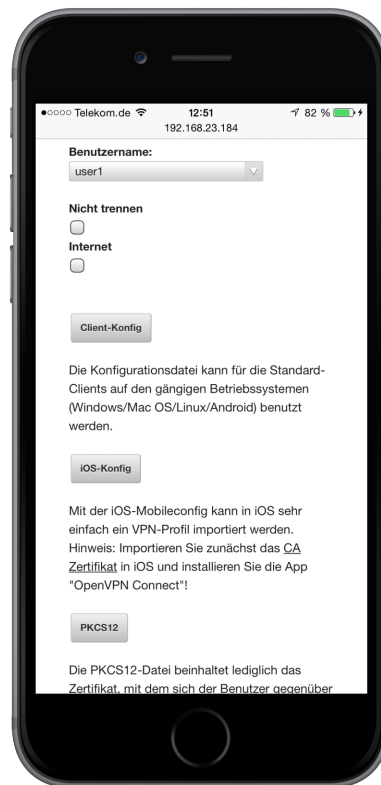 ●○○○○ Telekom.de 12:51 82 %
192.168.23.184
Benutzername:
user1
Nicht trennen
Internet
Client-Konfig
Die Konfigurationsdatei kann für die Standard-
Clients auf den gängigen Betriebssystemen
(Windows/Mac OS/Linux/Android) benutzt
werden.
iOS-Konfig
Mit der iOS-Mobileconfig kann in iOS sehr
einfach ein VPN-Profil importiert werden.
Hinweis: Importieren Sie zunächst das CA
Zertifikat in iOS und installieren Sie die App
"OpenVPN Connect"!
PKCS12
Die PKCS12-Datei beinhaltet lediglich das
Zertifikat, mit dem sich der Benutzer gegenüber